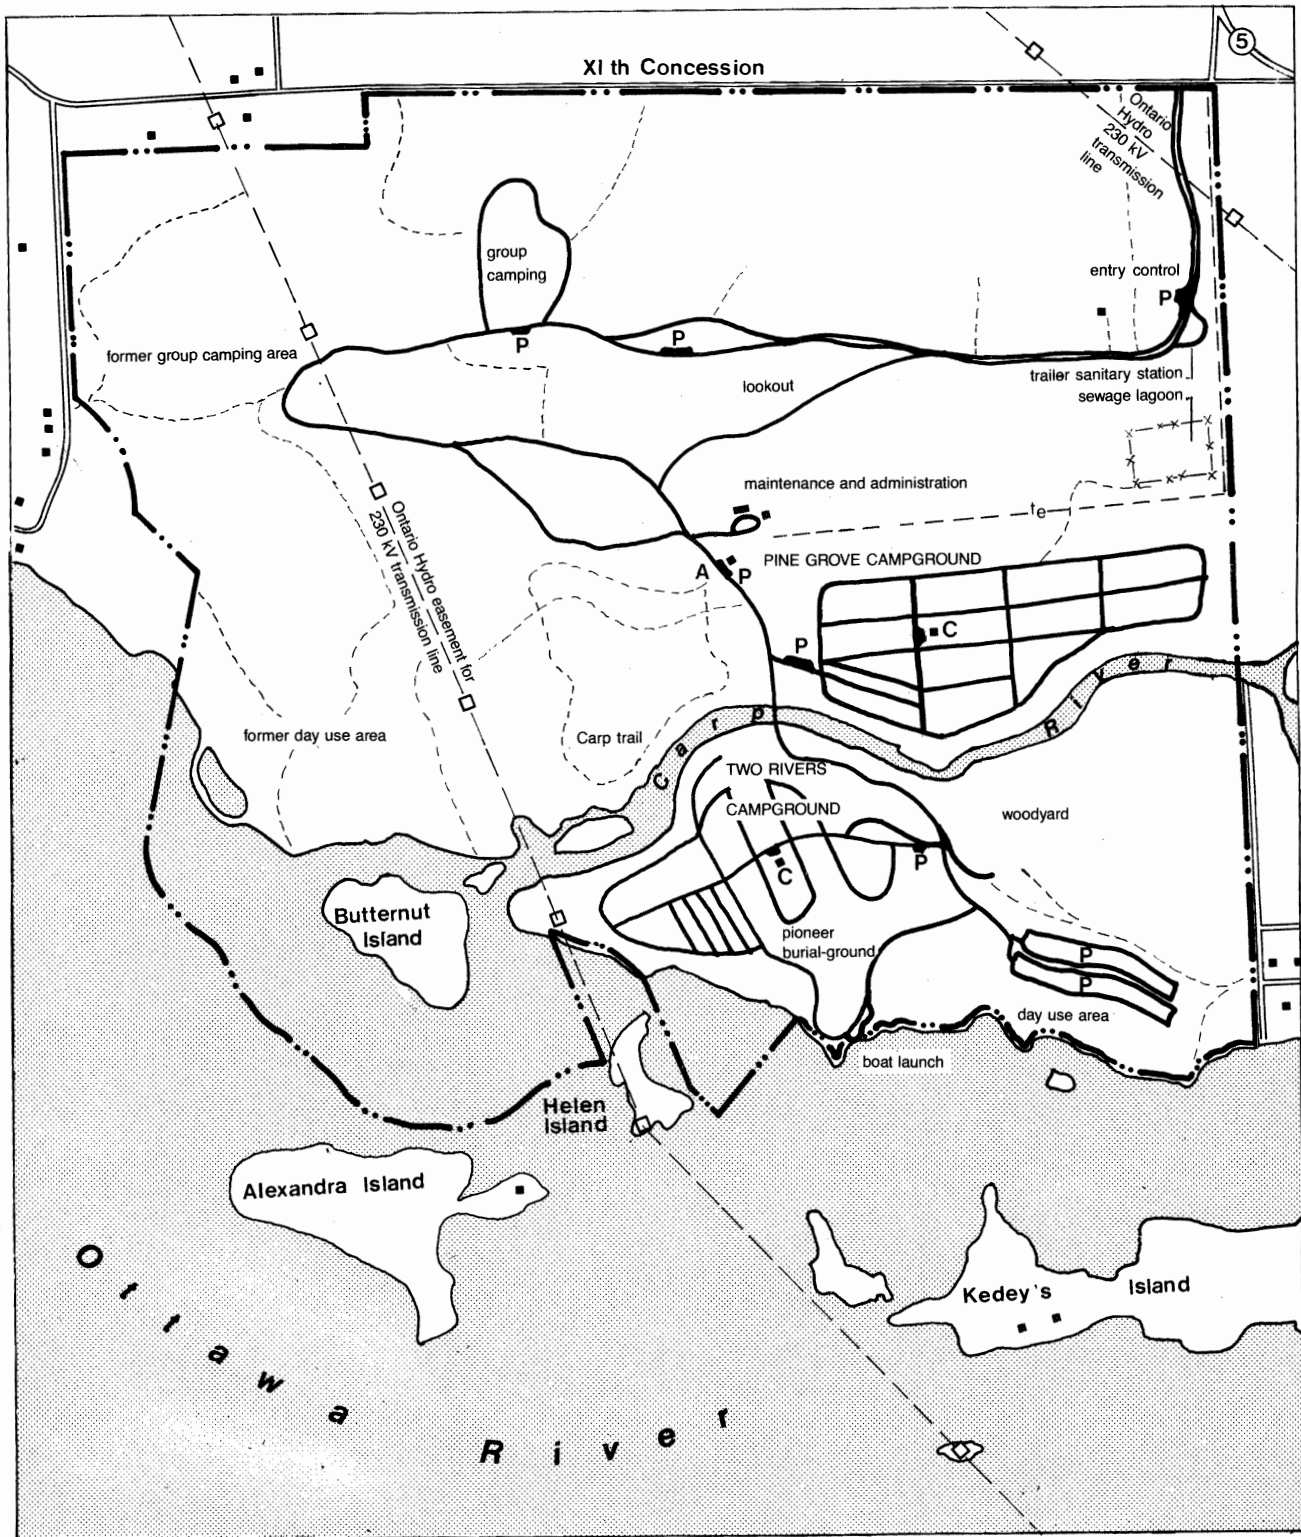 5
XI th Concession
Ontario
Hydro
230 kV
transmission
line
group
camping
entry control
P
P
P
former group camping area
lookout
trailer sanitary station
sewage lagoon
maintenance and administration
te
Ontario Hydro easement for
230 kV transmission line
PINE GROVE CAMPGROUND
A
P
C
P
Carp River
former day use area
Carp trail
TWO RIVERS
CAMPGROUND
woodyard
P
C
Butternut
Island
pioneer
burial-ground
P
P
day use area
boat launch
Helen
Island
Alexandra Island
Kedey's Island
Ottawa River